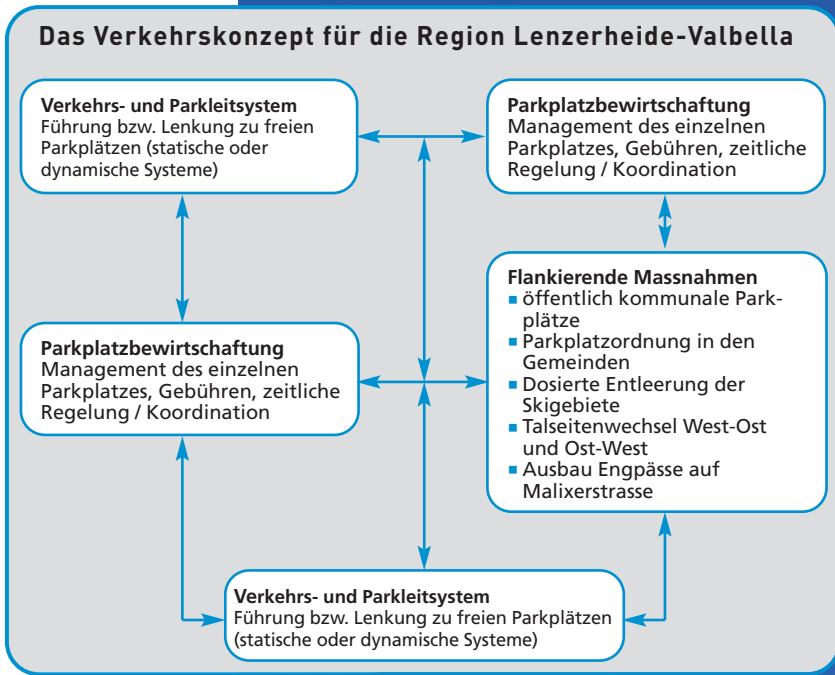 Das Verkehrskonzept für die Region Lenzerheide-Valbella
Verkehrs- und Parkleitsystem
Führung bzw. Lenkung zu freien
Parkplätzen (statische oder
dynamische Systeme)
Parkplatzbewirtschaftung
Management des einzelnen
Parkplatzes, Gebühren, zeitliche
Regelung / Koordination
Parkplatzbewirtschaftung
Management des einzelnen
Parkplatzes, Gebühren, zeitliche
Regelung / Koordination
Flankierende Massnahmen
▪ öffentlich kommunale Park-
plätze
▪ Parkplatzordnung in den
Gemeinden
▪ Dosierte Entleerung der
Skigebiete
▪ Talseitenwechsel West-Ost
und Ost-West
▪ Ausbau Engpässe auf
Malixerstrasse
Verkehrs- und Parkleitsystem
Führung bzw. Lenkung zu freien Parkplätzen
(statische oder dynamische Systeme)